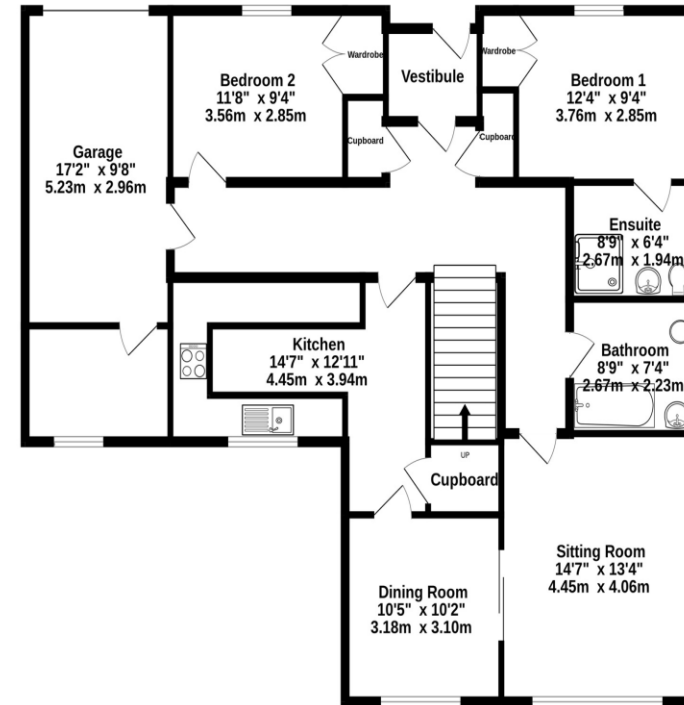 Wardrobe
Bedroom 2
11'8" x 9'4"
3.56m x 2.85m
Vestibule
Wardrobe
Bedroom 1
12'4" x 9'4"
3.76m x 2.85m
Cupboard
Cupboard
Garage
17'2" x 9'8"
5.23m x 2.96m
Ensuite
8'9" x 6'4"
2.67m x 1.94m
Kitchen
14'7" x 12'11"
4.45m x 3.94m
Bathroom
8'9" x 7'4"
2.67m x 2.23m
UP
Cupboard
Sitting Room
14'7" x 13'4"
4.45m x 4.06m
Dining Room
10'5" x 10'2"
3.18m x 3.10m